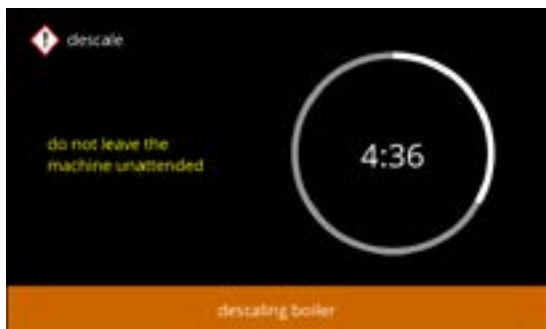 descale
do not leave the
machine unattended
4:36
descaling boiler